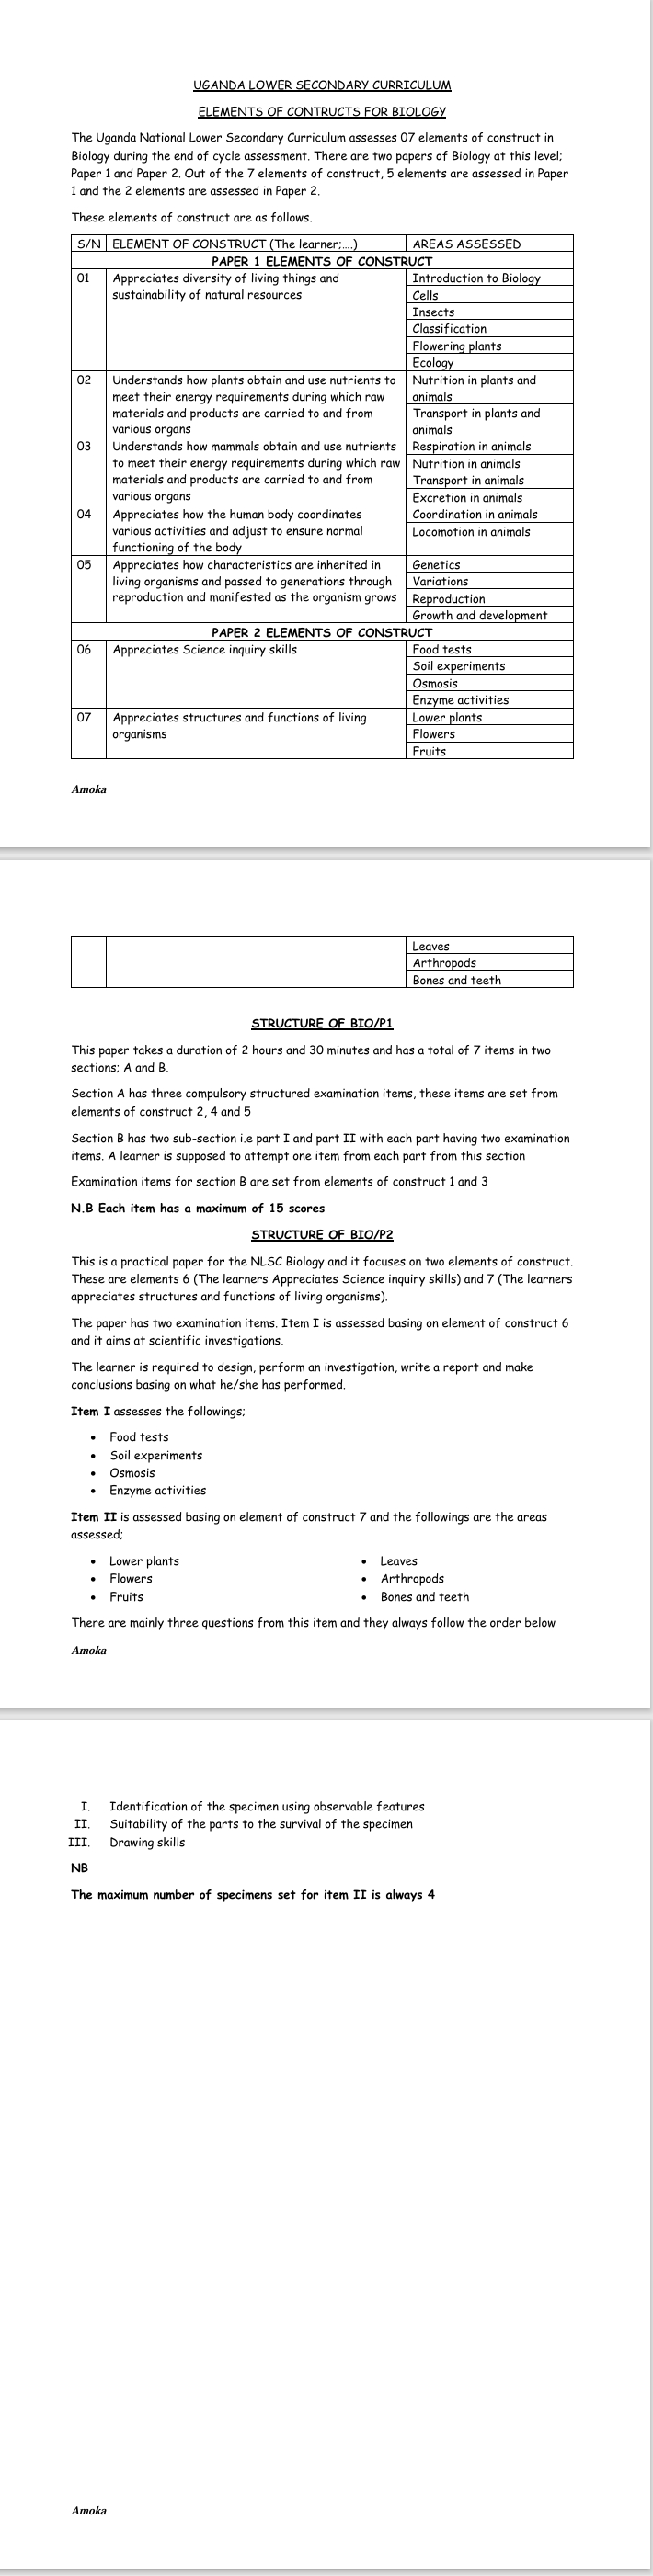 UGANDA LOWER SECONDARY CURRICULUM
ELEMENTS OF CONTRUCTS FOR BIOLOGY
The Uganda National Lower Secondary Curriculum assesses 07 elements of construct in
Biology during the end of cycle assessment. There are two papers of Biology at this level;
Paper 1 and Paper 2. Out of the 7 elements of construct, 5 elements are assessed in Paper
1 and the 2 elements are assessed in Paper 2.
These elements of construct are as follows.
S/N ELEMENT OF CONSTRUCT (The learner;....) AREAS ASSESSED
PAPER 1 ELEMENTS OF CONSTRUCT
01 Appreciates diversity of living things and Introduction to Biology
sustainability of natural resources Cells
Insects
Classification
Flowering plants
Ecology
02 Understands how plants obtain and use nutrients to Nutrition in plants and
meet their energy requirements during which raw animals
materials and products are carried to and from Transport in plants and
various organs animals
03 Understands how mammals obtain and use nutrients Respiration in animals
to meet their energy requirements during which raw Nutrition in animals
materials and products are carried to and from Transport in animals
various organs Excretion in animals
04 Appreciates how the human body coordinates Coordination in animals
various activities and adjust to ensure normal Locomotion in animals
functioning of the body
05 Appreciates how characteristics are inherited in Genetics
living organisms and passed to generations through Variations
reproduction and manifested as the organism grows Reproduction
Growth and development
PAPER 2 ELEMENTS OF CONSTRUCT
06 Appreciates Science inquiry skills Food tests
Soil experiments
Osmosis
Enzyme activities
07 Appreciates structures and functions of living Lower plants
organisms Flowers
Fruits
Amoka
Leaves
Arthropods
Bones and teeth
STRUCTURE OF BIO/P1
This paper takes a duration of 2 hours and 30 minutes and has a total of 7 items in two
sections; A and B.
Section A has three compulsory structured examination items, these items are set from
elements of construct 2, 4 and 5
Section B has two sub-section i.e part I and part II with each part having two examination
items. A learner is supposed to attempt one item from each part from this section
Examination items for section B are set from elements of construct 1 and 3
N.B Each item has a maximum of 15 scores
STRUCTURE OF BIO/P2
This is a practical paper for the NLSC Biology and it focuses on two elements of construct.
These are elements 6 (The learners Appreciates Science inquiry skills) and 7 (The learners
appreciates structures and functions of living organisms).
The paper has two examination items. Item I is assessed basing on element of construct 6
and it aims at scientific investigations.
The learner is required to design, perform an investigation, write a report and make
conclusions basing on what he/she has performed.
Item I assesses the followings;
• Food tests
• Soil experiments
• Osmosis
• Enzyme activities
Item II is assessed basing on element of construct 7 and the followings are the areas
assessed;
• Lower plants
• Flowers
• Fruits
• Leaves
• Arthropods
• Bones and teeth
There are mainly three questions from this item and they always follow the order below
Amoka
I. Identification of the specimen using observable features
II. Suitability of the parts to the survival of the specimen
III. Drawing skills
NB
The maximum number of specimens set for item II is always 4
Amoka